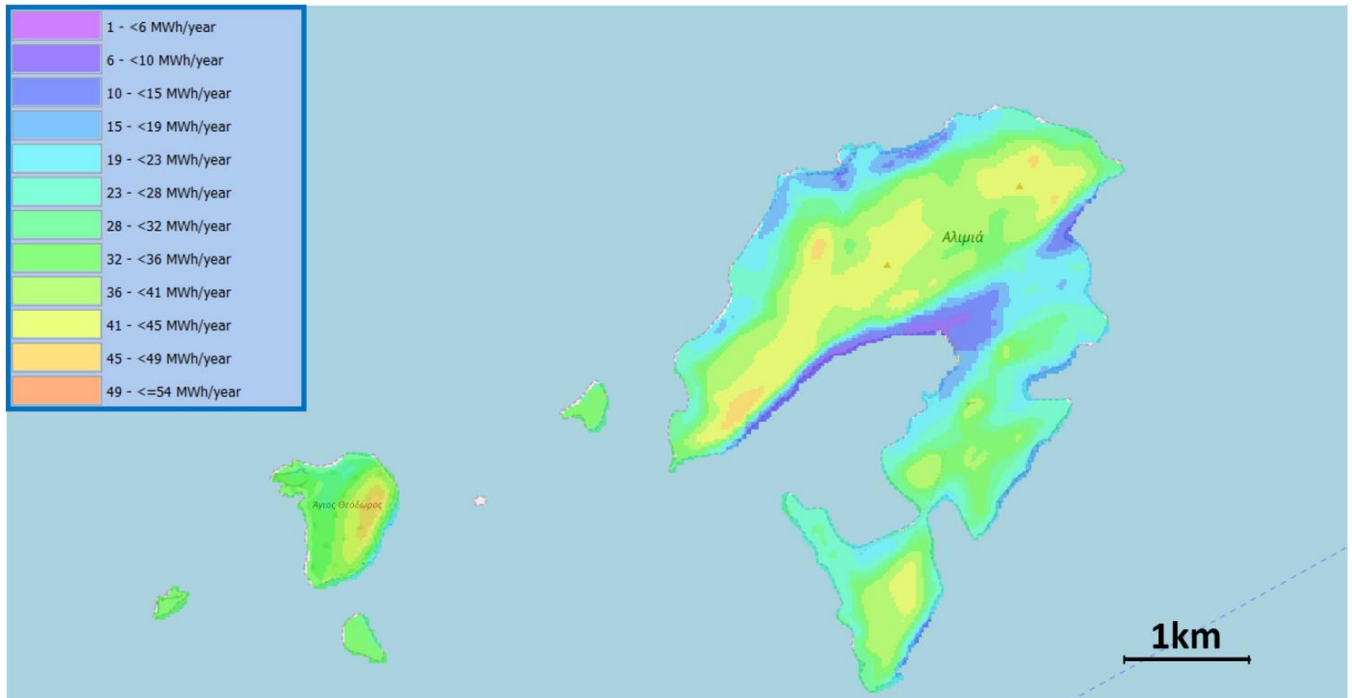 1 - <6 MWh/year
6 - <10 MWh/year
10 - <15 MWh/year
15 - <19 MWh/year
19 - <23 MWh/year
23 - <28 MWh/year
28 - <32 MWh/year
32 - <36 MWh/year
36 - <41 MWh/year
41 - <45 MWh/year
45 - <49 MWh/year
49 - <=54 MWh/year
Αλιμιά
Άγιος Θεόδωρος
1km